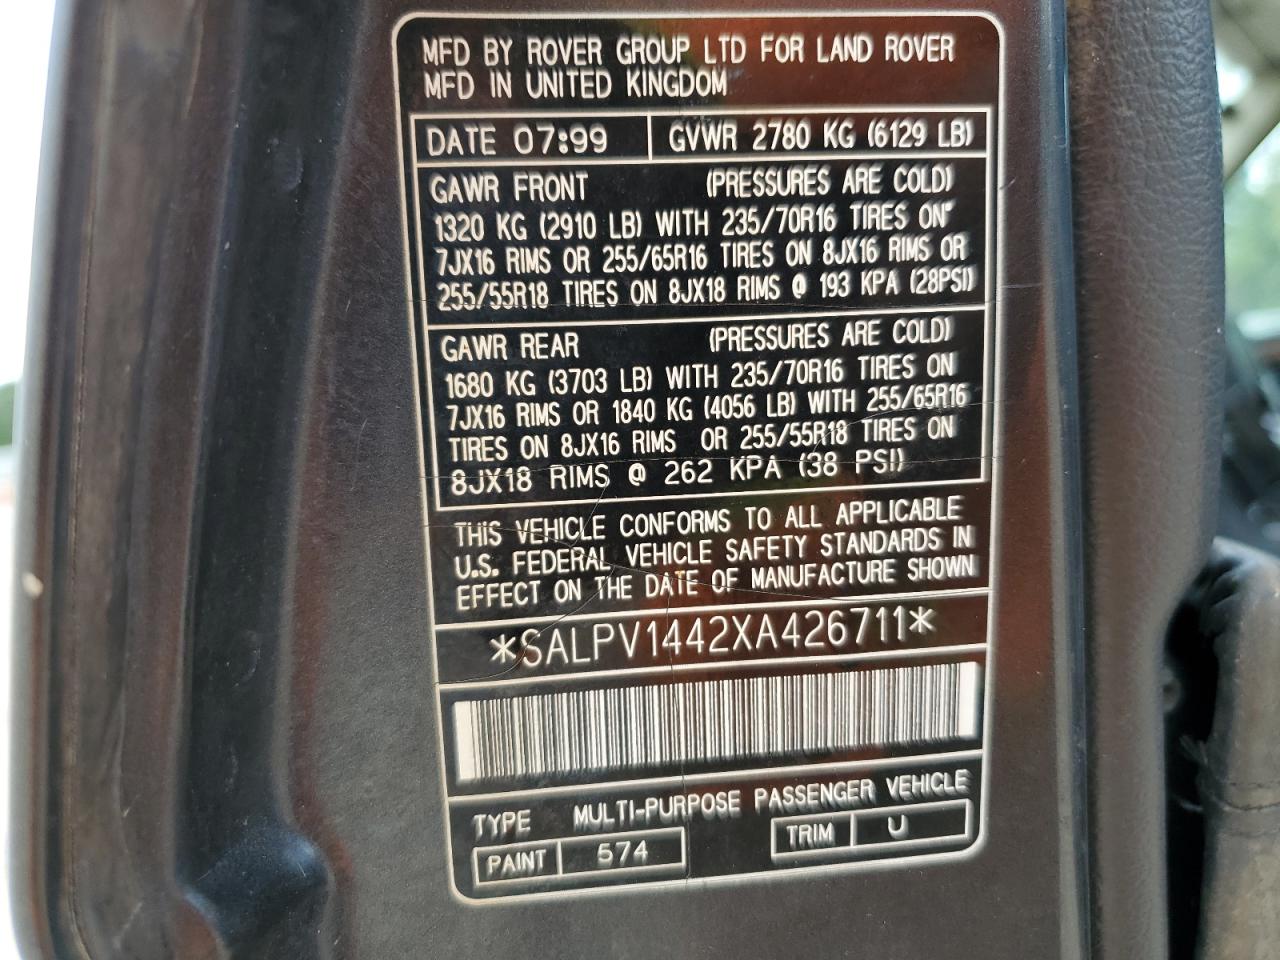 MFD BY ROVER GROUP LTD FOR LAND ROVER
MFD IN UNITED KINGDOM
DATE 07:99 GVWR 2780 KG (6129 LB)
GAWR FRONT (PRESSURES ARE COLD)
1320 KG (2910 LB) WITH 235/70R16 TIRES ON
7JX16 RIMS OR 255/65R16 TIRES ON 8JX16 RIMS OR
255/55R18 TIRES ON 8JX18 RIMS @ 193 KPA (28PSI)
GAWR REAR (PRESSURES ARE COLD)
1680 KG (3703 LB) WITH 235/70R16 TIRES ON
7JX16 RIMS OR 1840 KG (4056 LB) WITH 255/65R16
TIRES ON 8JX16 RIMS OR 255/55R18 TIRES ON
8JX18 RIMS @ 262 KPA (38 PSI)
THIS VEHICLE CONFORMS TO ALL APPLICABLE
U.S. FEDERAL VEHICLE SAFETY STANDARDS IN
EFFECT ON THE DATE OF MANUFACTURE SHOWN
*SALPV1442XA426711*
TYPE MULTI-PURPOSE PASSENGER VEHICLE
PAINT 574 TRIM U